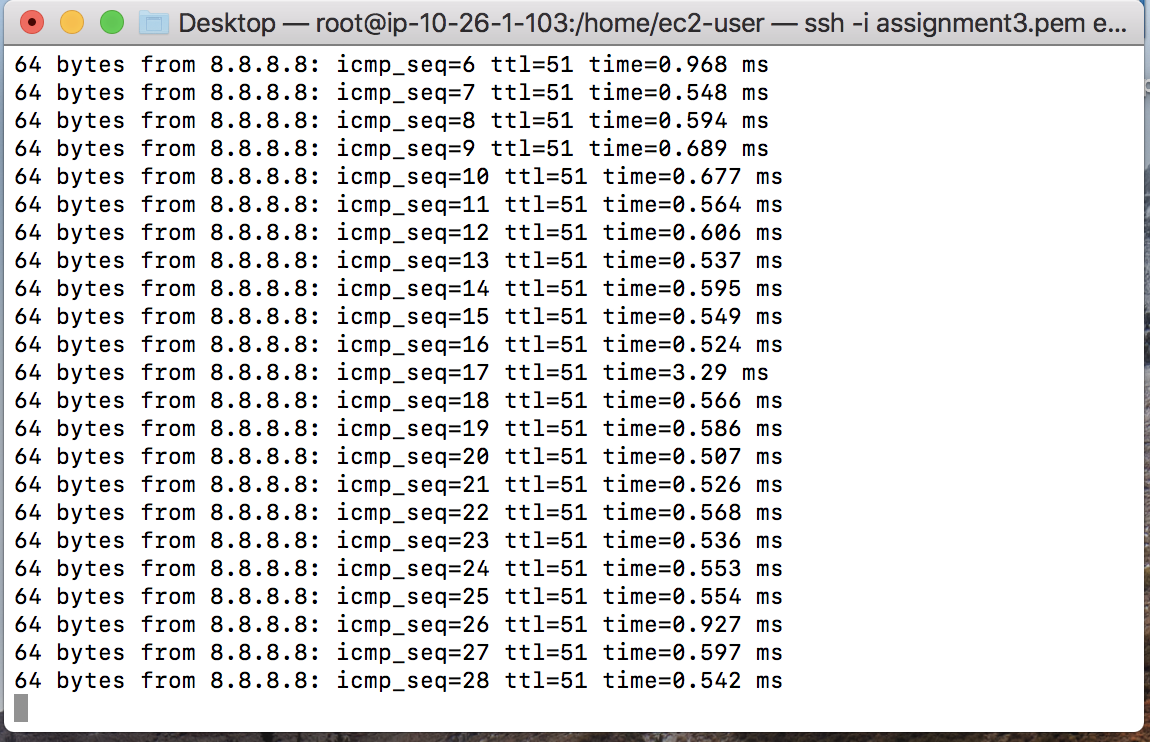 Desktop — root@ip-10-26-1-103:/home/ec2-user — ssh -i assignment3.pem e...
64 bytes from 8.8.8.8: icmp_seq=6 ttl=51 time=0.968 ms
64 bytes from 8.8.8.8: icmp_seq=7 ttl=51 time=0.548 ms
64 bytes from 8.8.8.8: icmp_seq=8 ttl=51 time=0.594 ms
64 bytes from 8.8.8.8: icmp_seq=9 ttl=51 time=0.689 ms
64 bytes from 8.8.8.8: icmp_seq=10 ttl=51 time=0.677 ms
64 bytes from 8.8.8.8: icmp_seq=11 ttl=51 time=0.564 ms
64 bytes from 8.8.8.8: icmp_seq=12 ttl=51 time=0.606 ms
64 bytes from 8.8.8.8: icmp_seq=13 ttl=51 time=0.537 ms
64 bytes from 8.8.8.8: icmp_seq=14 ttl=51 time=0.595 ms
64 bytes from 8.8.8.8: icmp_seq=15 ttl=51 time=0.549 ms
64 bytes from 8.8.8.8: icmp_seq=16 ttl=51 time=0.524 ms
64 bytes from 8.8.8.8: icmp_seq=17 ttl=51 time=3.29 ms
64 bytes from 8.8.8.8: icmp_seq=18 ttl=51 time=0.566 ms
64 bytes from 8.8.8.8: icmp_seq=19 ttl=51 time=0.586 ms
64 bytes from 8.8.8.8: icmp_seq=20 ttl=51 time=0.507 ms
64 bytes from 8.8.8.8: icmp_seq=21 ttl=51 time=0.526 ms
64 bytes from 8.8.8.8: icmp_seq=22 ttl=51 time=0.568 ms
64 bytes from 8.8.8.8: icmp_seq=23 ttl=51 time=0.536 ms
64 bytes from 8.8.8.8: icmp_seq=24 ttl=51 time=0.553 ms
64 bytes from 8.8.8.8: icmp_seq=25 ttl=51 time=0.554 ms
64 bytes from 8.8.8.8: icmp_seq=26 ttl=51 time=0.927 ms
64 bytes from 8.8.8.8: icmp_seq=27 ttl=51 time=0.597 ms
64 bytes from 8.8.8.8: icmp_seq=28 ttl=51 time=0.542 ms